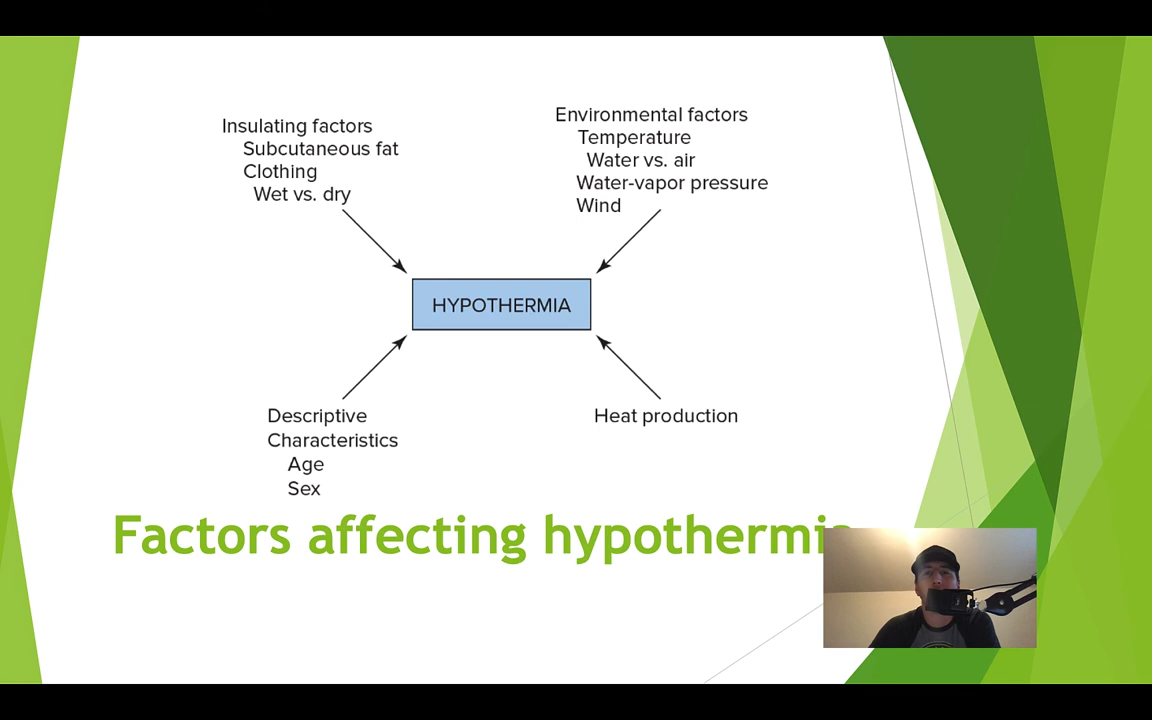 Insulating factors
Subcutaneous fat
Clothing
Wet vs. dry
Environmental factors
Temperature
Water vs. air
Water-vapor pressure
Wind
HYPOTHERMIA
Descriptive
Characteristics
Age
Sex
Heat production
Factors affecting hypothermia